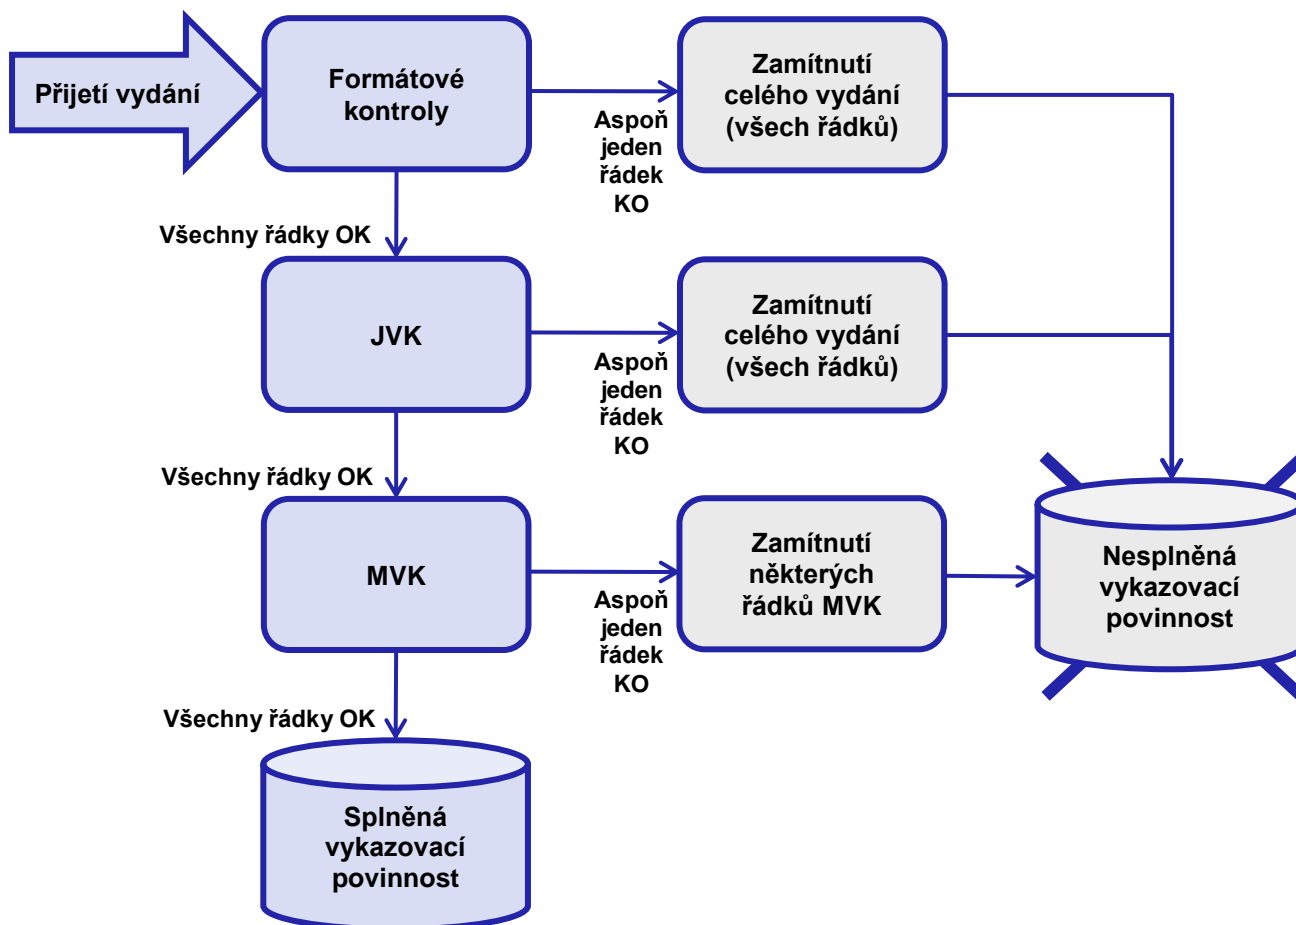 Přijetí vydání
Formátové
kontroly
Zamítnutí
celého vydání
(všech řádků)
Aspoň
jeden
řádek
KO
Všechny řádky OK
JVK
Zamítnutí
celého vydání
(všech řádků)
Aspoň
jeden
řádek
KO
Všechny řádky OK
MVK
Zamítnutí
některých
řádků MVK
Nesplněná
vykazovací
povinnost
Aspoň
jeden
řádek
KO
Všechny řádky OK
Splněná
vykazovací
povinnost